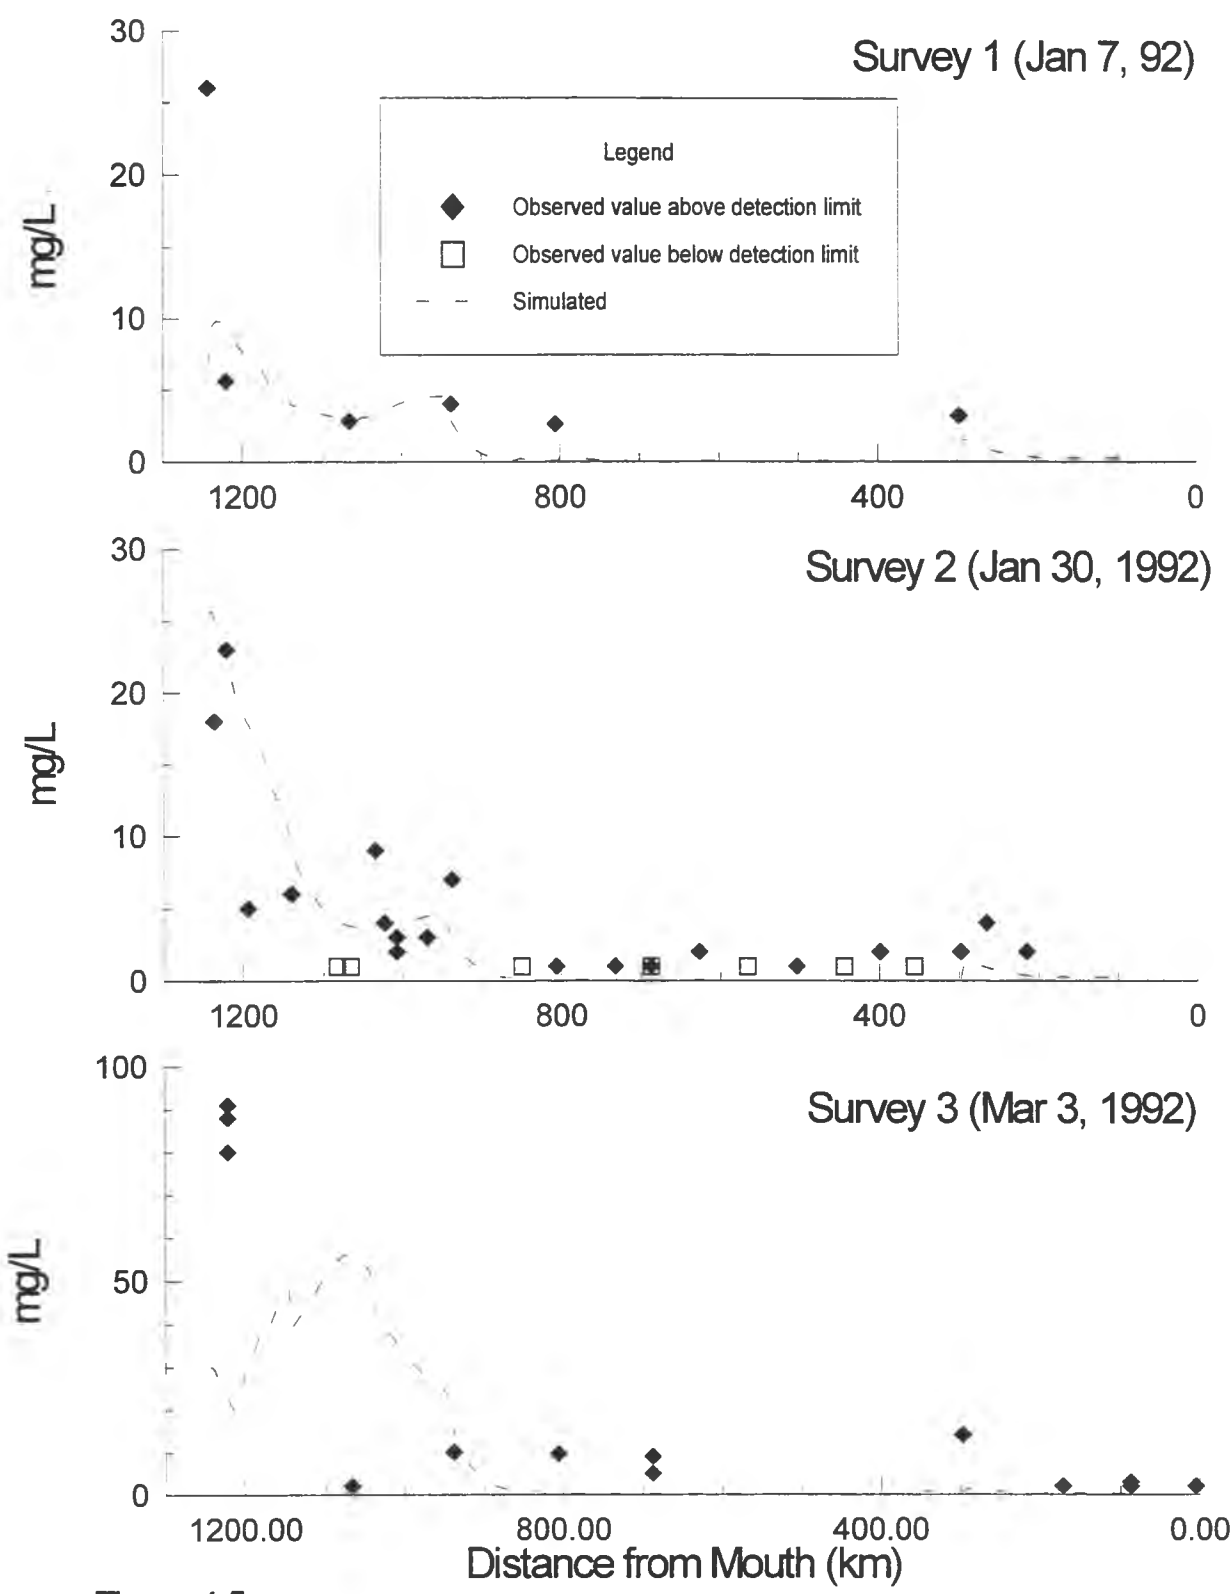 Survey 1 (Jan 7, 92)
30
20
10
0
mg/L
Legend
Observed value above detection limit
Observed value below detection limit
Simulated
1200 800 400 0
Survey 2 (Jan 30, 1992)
30
20
10
0
mg/L
1200 800 400 0
Survey 3 (Mar 3, 1992)
100
50
0
mg/L
1200.00 800.00 400.00 0.00
Distance from Mouth (km)